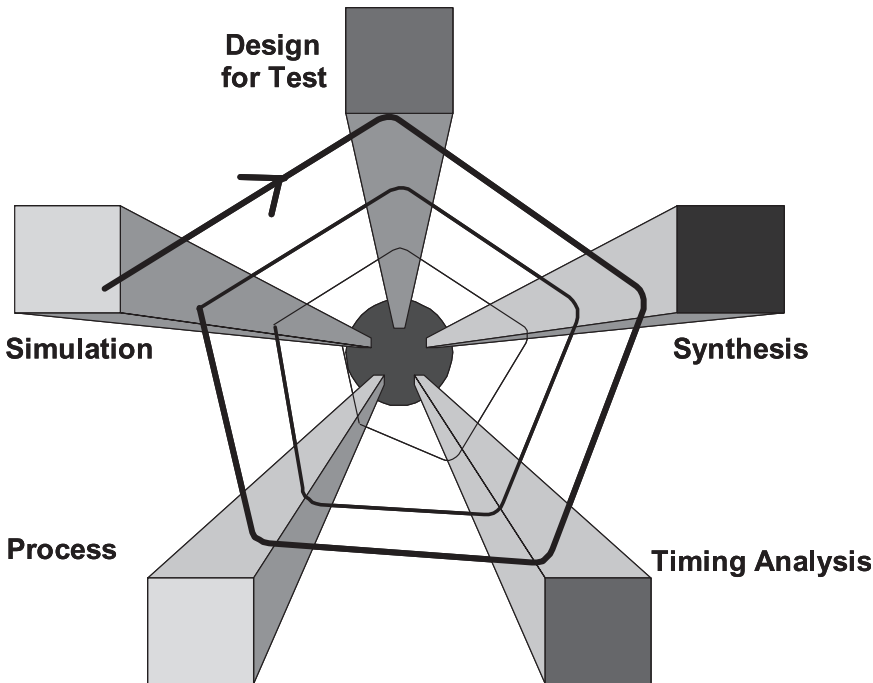 Design
for Test
Simulation
Synthesis
Process
Timing Analysis